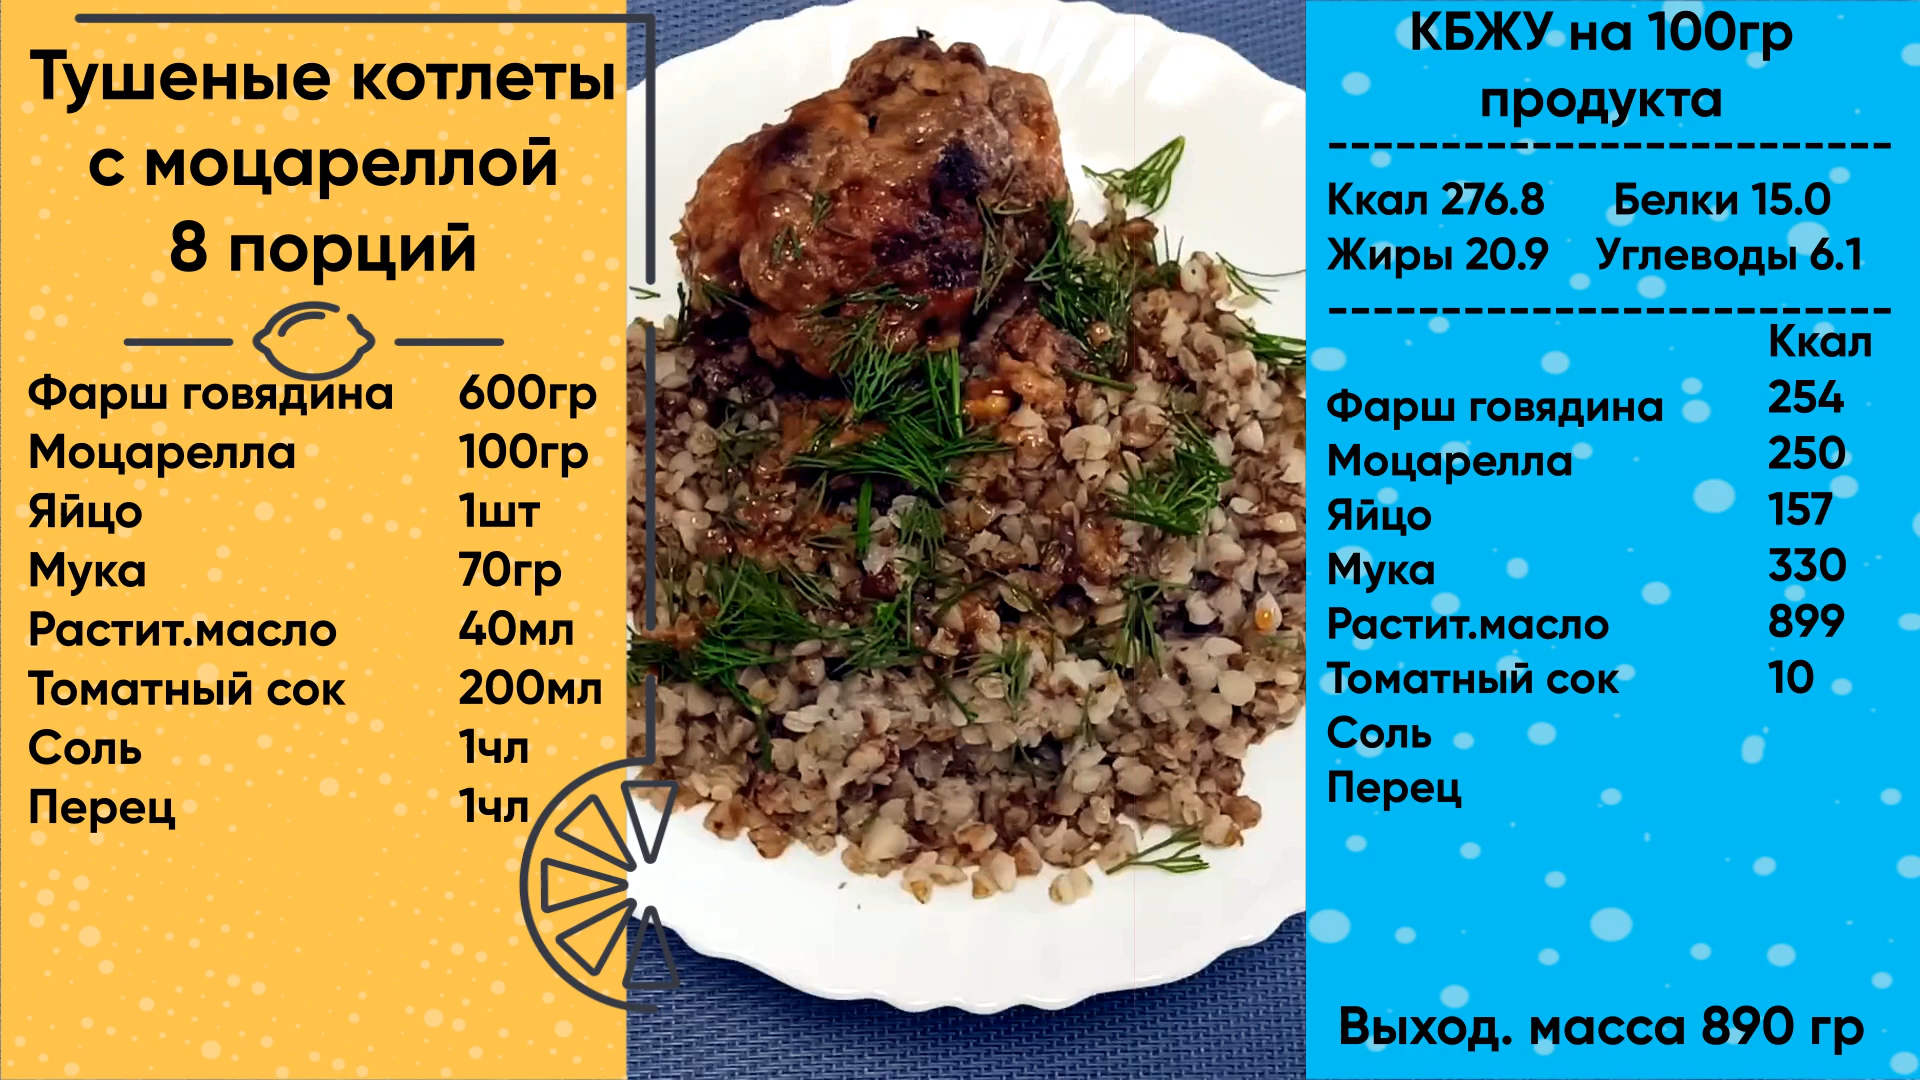 Тушеные котлеты
с моцареллой
8 порций
Фарш говядина 600гр
Моцарелла 100гр
Яйцо 1шт
Мука 70гр
Растит.масло 40мл
Томатный сок 200мл
Соль 1чл
Перец 1чл
КБЖУ на 100гр
продукта
Ккал 276.8 Белки 15.0
Жиры 20.9 Углеводы 6.1
Ккал
Фарш говядина 254
Моцарелла 250
Яйцо 157
Мука 330
Растит.масло 899
Томатный сок 10
Соль
Перец
Выход. масса 890 гр